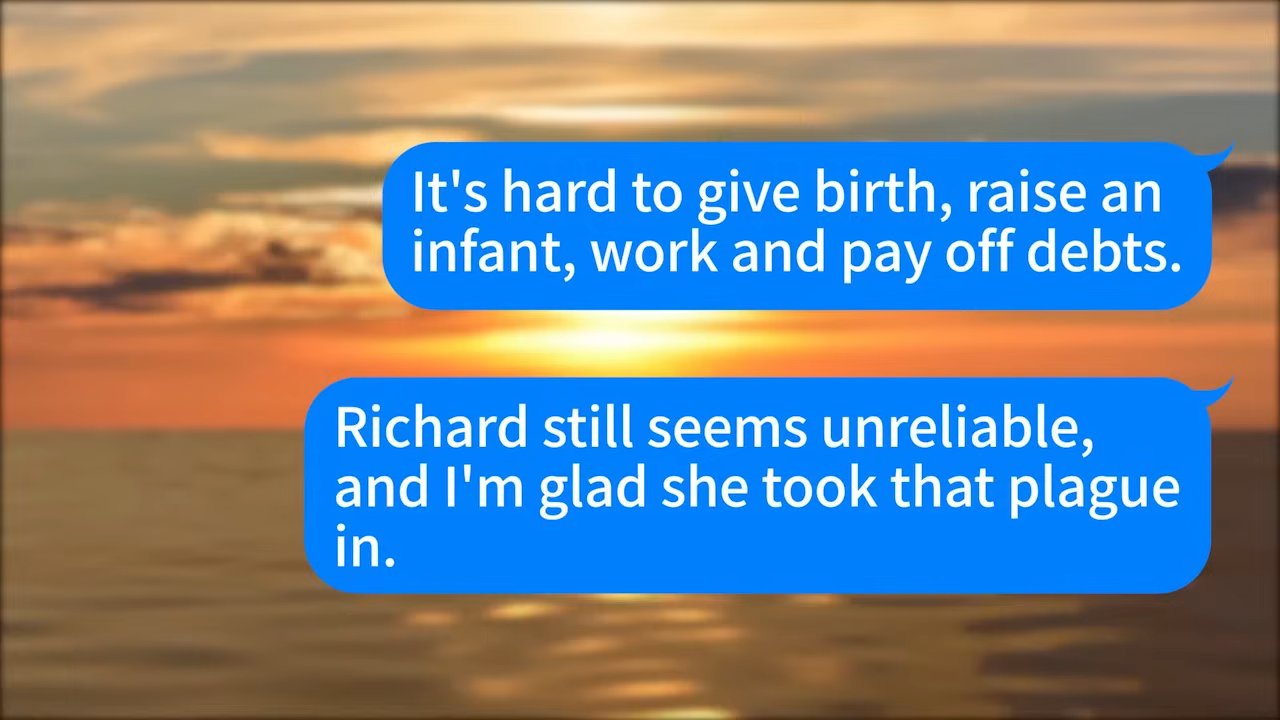 It's hard to give birth, raise an
infant, work and pay off debts.
Richard still seems unreliable,
and I'm glad she took that plague
in.